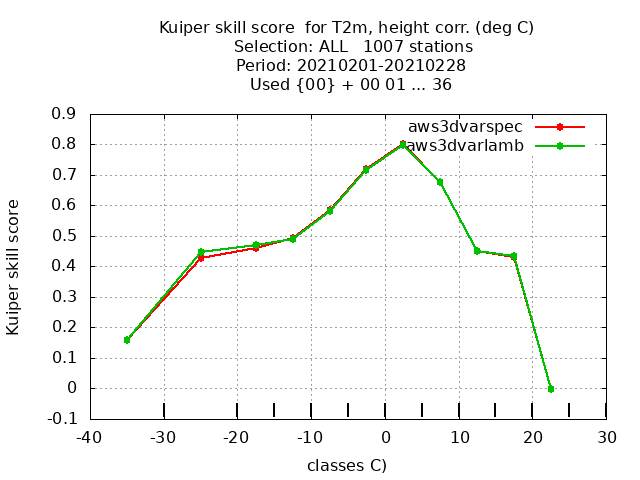 Kuiper skill score  for T2m, height corr. (deg C)
Selection: ALL   1007 stations
Period: 20210201-20210228
Used {00} + 00 01 ... 36
aws3dvarspec
aws3dvarlamb
Kuiper skill score
0.9
0.8
0.7
0.6
0.5
0.4
0.3
0.2
0.1
0
-0.1
-40 -30 -20 -10 0 10 20 30
classes C)